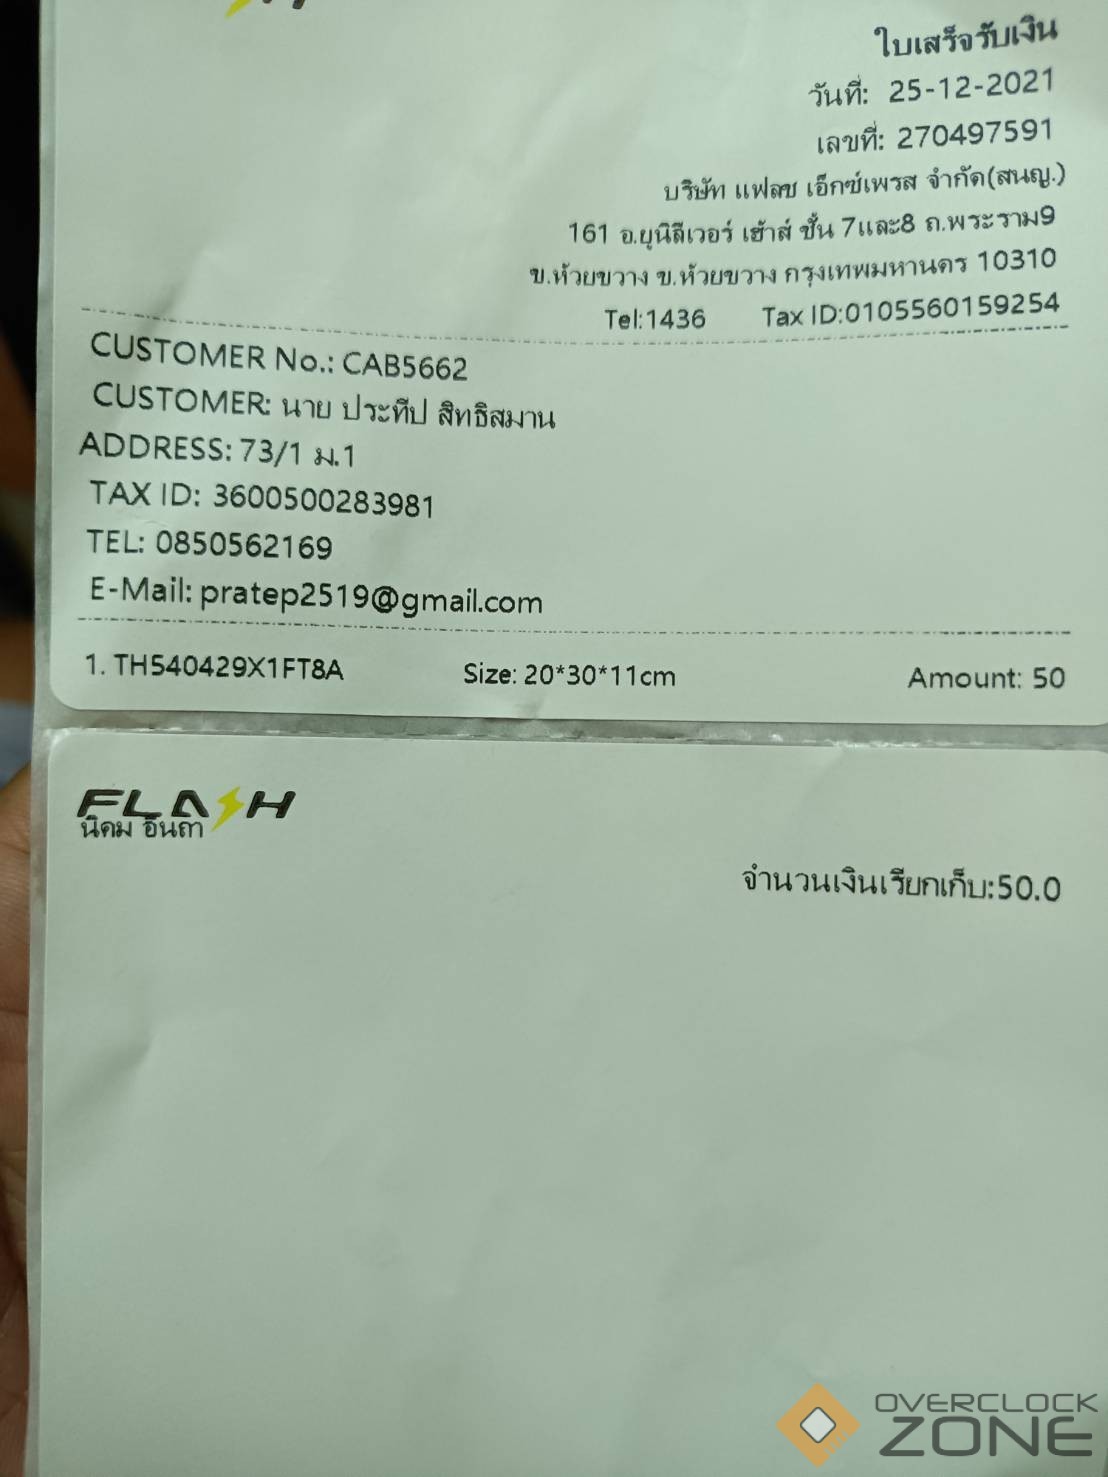 ใบเสร็จรับเงิน
วันที่: 25-12-2021
เลขที่: 270497591
บริษัท แฟลช เอ็กซ์เพรส จำกัด(สนญ.)
161 อ.ยูนิลีเวอร์ เฮ้าส์ ชั้น 7และ8 ถ.พระราม9
ข.ห้วยขวาง ข.ห้วยขวาง กรุงเทพมหานคร 10310
Tel:1436 Tax ID:0105560159254
CUSTOMER No.: CAB5662
CUSTOMER: นาย ประทีป สิทธิสมาน
ADDRESS: 73/1 ม.1
TAX ID: 3600500283981
TEL: 0850562169
E-Mail: pratep2519@gmail.com
1. TH540429X1FT8A Size: 20*30*11cm Amount: 50
FLASH
นิคม อินถา
จำนวนเงินเรียกเก็บ:50.0
OVERCLOCK
ZONE